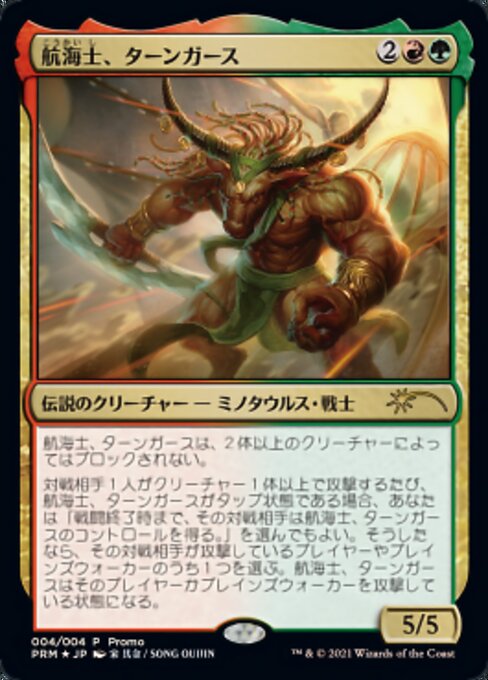 こうかいし
航海士、ターンガース
2
伝説のクリーチャー — ミノタウルス・戦士
航海士、ターンガースは、２体以上のクリーチャーによっ
てはブロックされない。
対戦相手１人がクリーチャー１体以上で攻撃するたび、
航海士、ターンガースがタップ状態である場合、あなた
は「戦闘終了時まで、その対戦相手は航海士、ターンガー
スのコントロールを得る。」を選んでもよい。そうした
なら、その対戦相手が攻撃しているプレイヤーやプレイ
ンズウォーカーのうち１つを選ぶ。航海士、ターンガー
スはそのプレイヤーかプレインズウォーカーを攻撃して
いる状態になる。
5/5
004/004 P Promo
PRM ★ JP SONG QIJIN
™ & © 2021 Wizards of the Coast